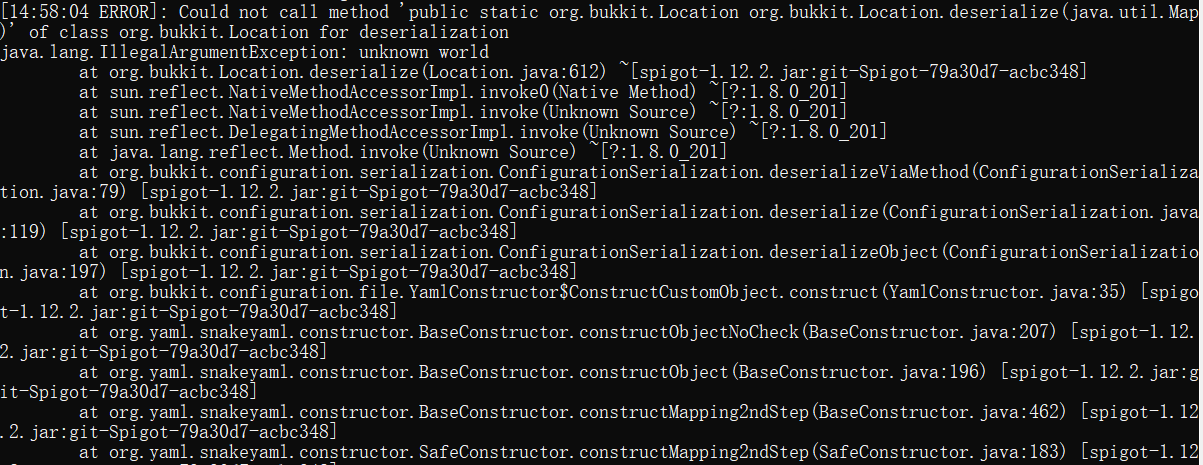 [14:58:04 ERROR]: Could not call method 'public static org.bukkit.Location org.bukkit.Location.deserialize(java.util.Map
)' of class org.bukkit.Location for deserialization
java.lang.IllegalArgumentException: unknown world
at org.bukkit.Location.deserialize(Location.java:612) ~[spigot-1.12.2.jar:git-Spigot-79a30d7-acbc348]
at sun.reflect.NativeMethodAccessorImpl.invoke0(Native Method) ~[?:1.8.0_201]
at sun.reflect.NativeMethodAccessorImpl.invoke(Unknown Source) ~[?:1.8.0_201]
at sun.reflect.DelegatingMethodAccessorImpl.invoke(Unknown Source) ~[?:1.8.0_201]
at java.lang.reflect.Method.invoke(Unknown Source) ~[?:1.8.0_201]
at org.bukkit.configuration.serialization.ConfigurationSerialization.deserializeViaMethod(ConfigurationSerializa
tion.java:79) [spigot-1.12.2.jar:git-Spigot-79a30d7-acbc348]
at org.bukkit.configuration.serialization.ConfigurationSerialization.deserialize(ConfigurationSerialization.java
:119) [spigot-1.12.2.jar:git-Spigot-79a30d7-acbc348]
at org.bukkit.configuration.serialization.ConfigurationSerialization.deserializeObject(ConfigurationSerializatio
n.java:197) [spigot-1.12.2.jar:git-Spigot-79a30d7-acbc348]
at org.bukkit.configuration.file.YamlConstructor$ConstructCustomObject.construct(YamlConstructor.java:35) [spigo
t-1.12.2.jar:git-Spigot-79a30d7-acbc348]
at org.yaml.snakeyaml.constructor.BaseConstructor.constructObjectNoCheck(BaseConstructor.java:207) [spigot-1.12.
2.jar:git-Spigot-79a30d7-acbc348]
at org.yaml.snakeyaml.constructor.BaseConstructor.constructObject(BaseConstructor.java:196) [spigot-1.12.2.jar:g
it-Spigot-79a30d7-acbc348]
at org.yaml.snakeyaml.constructor.BaseConstructor.constructMapping2ndStep(BaseConstructor.java:462) [spigot-1.12
.2.jar:git-Spigot-79a30d7-acbc348]
at org.yaml.snakeyaml.constructor.SafeConstructor.constructMapping2ndStep(SafeConstructor.java:183) [spigot-1.12